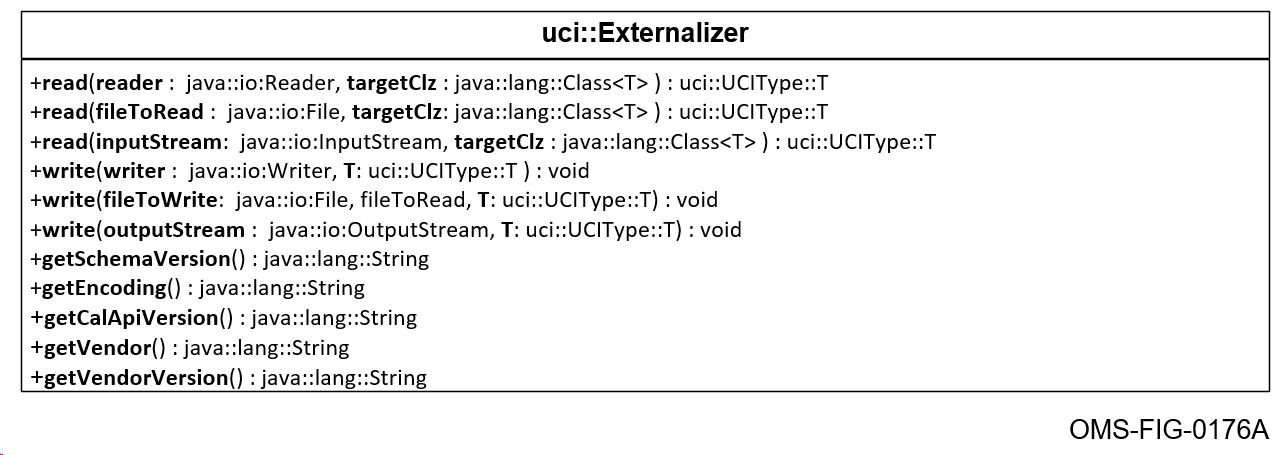 uci::Externalizer
+read(reader : java::io:Reader, targetClz : java::lang::Class<T> ) : uci::UCIType::T
+read(fileToRead : java::io:File, targetClz: java::lang::Class<T> ) : uci::UCIType::T
+read(inputStream: java::io:InputStream, targetClz : java::lang::Class<T> ) : uci::UCIType::T
+write(writer : java::io:Writer, T: uci::UCIType::T ) : void
+write(fileToWrite: java::io:File, fileToRead, T: uci::UCIType::T) : void
+write(outputStream : java::io:OutputStream, T: uci::UCIType::T) : void
+getSchemaVersion() : java::lang::String
+getEncoding() : java::lang::String
+getCalApiVersion() : java::lang::String
+getVendor() : java::lang::String
+getVendorVersion() : java::lang::String
OMS-FIG-0176A